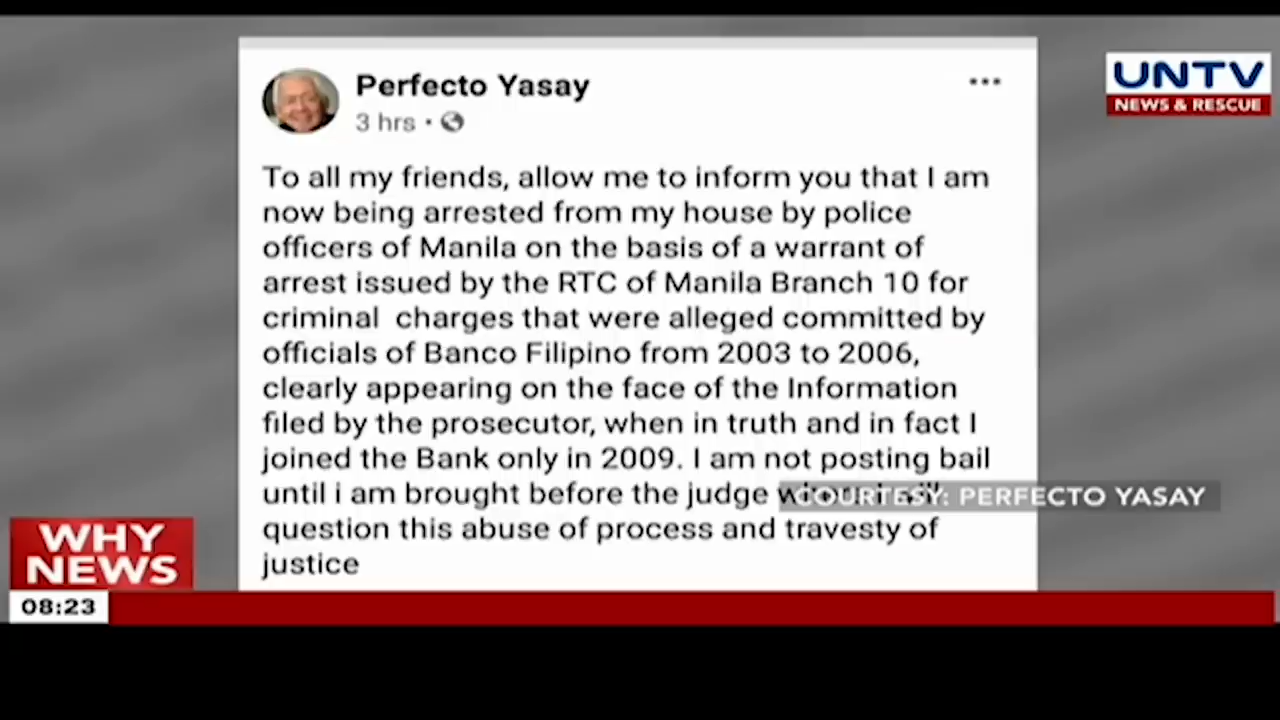 Perfecto Yasay
3 hrs •
To all my friends, allow me to inform you that I am
now being arrested from my house by police
officers of Manila on the basis of a warrant of
arrest issued by the RTC of Manila Branch 10 for
criminal charges that were alleged committed by
officials of Banco Filipino from 2003 to 2006,
clearly appearing on the face of the Information
filed by the prosecutor, when in truth and in fact I
joined the Bank only in 2009. I am not posting bail
until i am brought before the judge
question this abuse of process and travesty of
justice
COURTESY: PERFECTO YASAY
UNTV
NEWS & RESCUE
WHY
NEWS
08:23